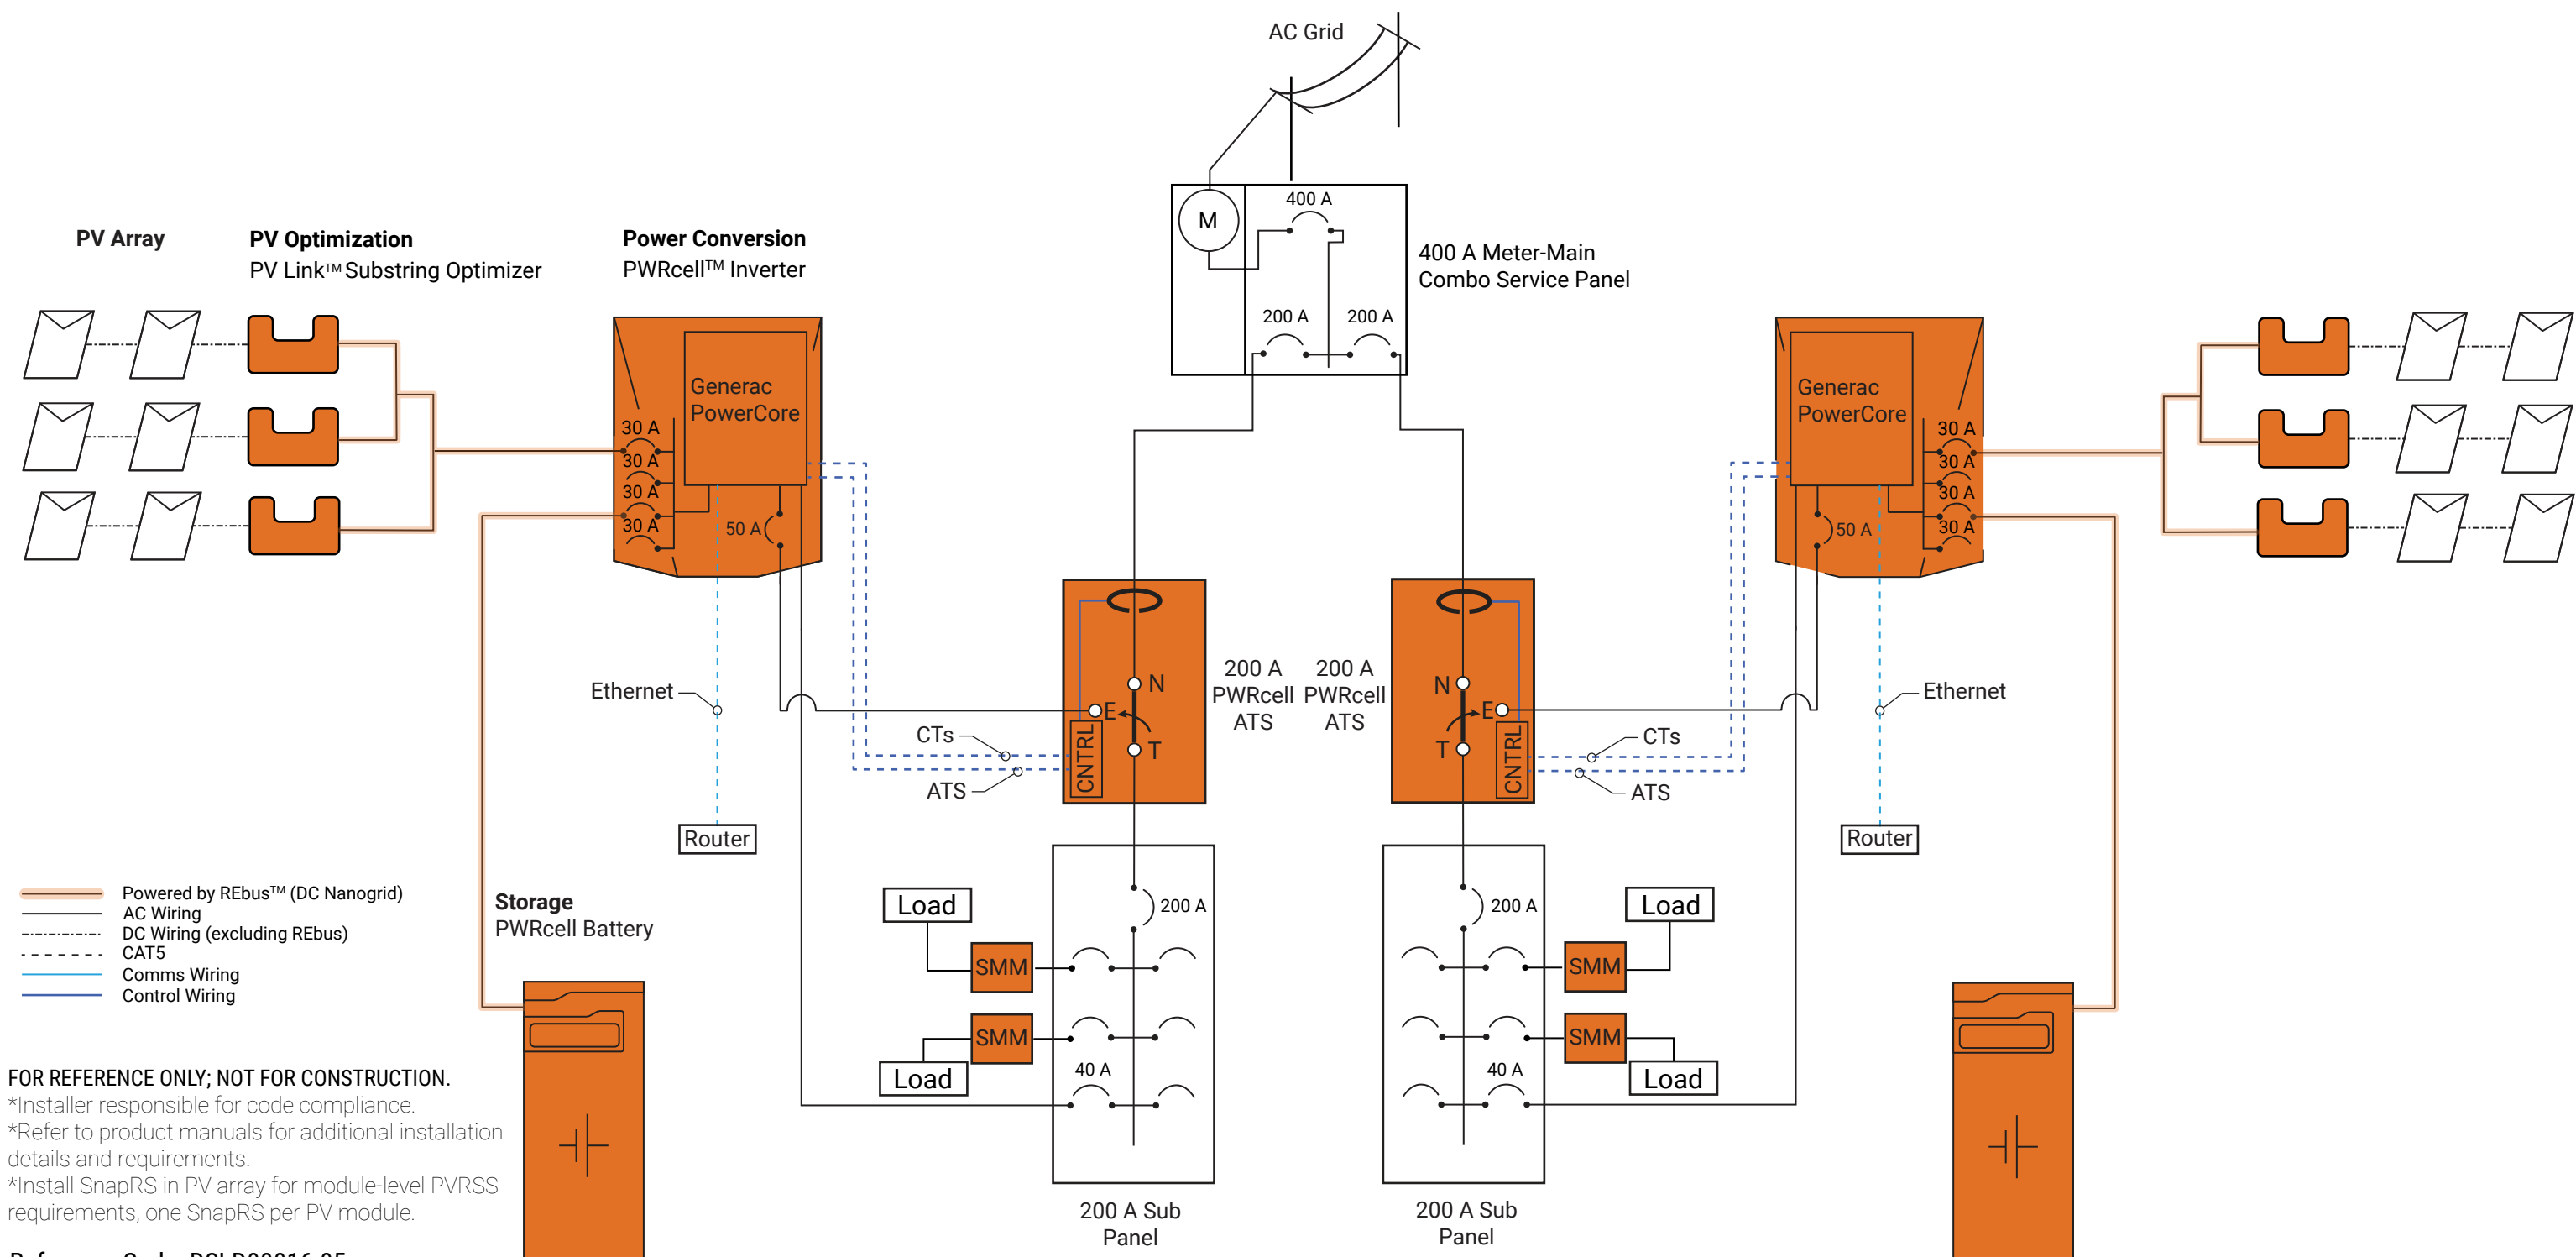 AC Grid
M
400 A
200 A
200 A
400 A Meter-Main
Combo Service Panel
PV Array
PV Optimization
PV Link™ Substring Optimizer
Power Conversion
PWRcell™ Inverter
Generac
PowerCore
30 A
30 A
30 A
30 A
50 A
Generac
PowerCore
30 A
30 A
30 A
30 A
50 A
Ethernet
Router
CTs
ATS
N
E
T
CNTRL
200 A
PWRcell
ATS
200 A
PWRcell
ATS
N
E
T
CNTRL
CTs
ATS
Ethernet
Router
Powered by REbus™ (DC Nanogrid)
AC Wiring
DC Wiring (excluding REbus)
CAT5
Comms Wiring
Control Wiring
Storage
PWRcell Battery
Load
SMM
SMM
Load
200 A
40 A
200 A Sub
Panel
200 A
40 A
Load
SMM
SMM
Load
200 A Sub
Panel
FOR REFERENCE ONLY; NOT FOR CONSTRUCTION.
*Installer responsible for code compliance.
*Refer to product manuals for additional installation
details and requirements.
*Install SnapRS in PV array for module-level PVRSS
requirements, one SnapRS per PV module.